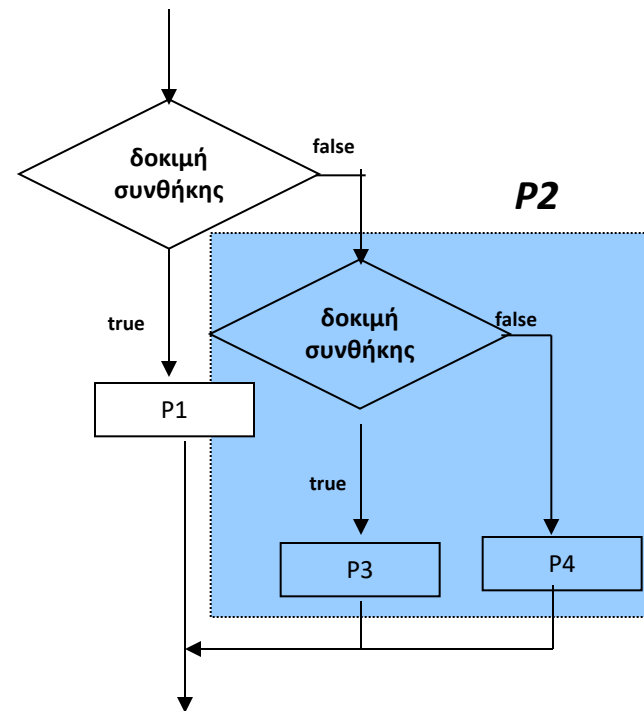 δοκιμή
συνθήκης
false
P2
true
δοκιμή
συνθήκης
false
P1
true
P3
P4